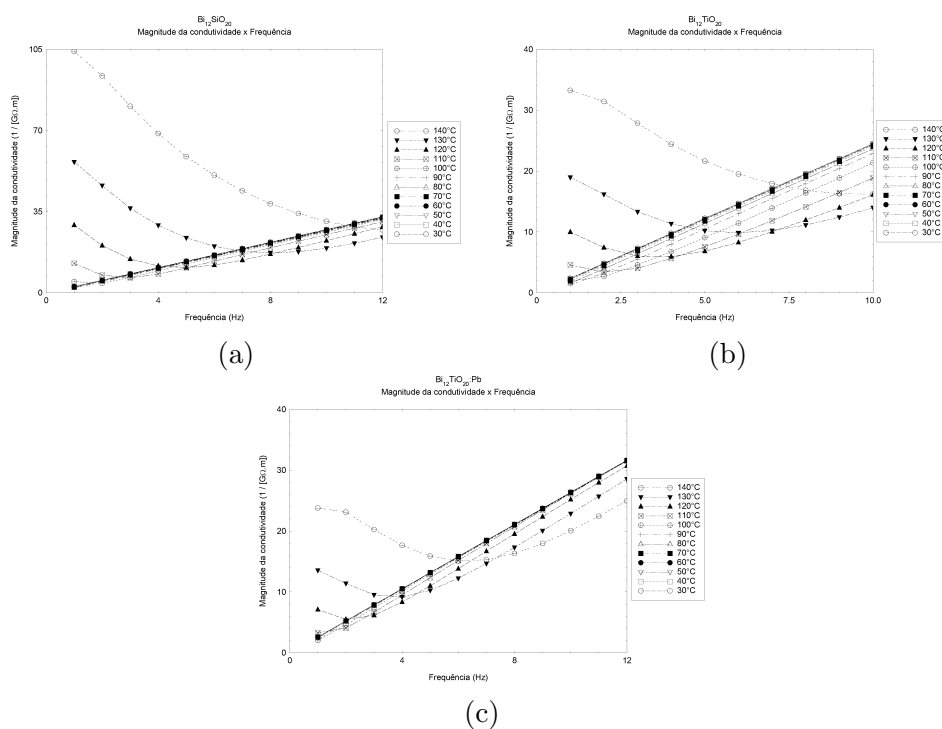 Bi12SiO20
Magnitude da condutividade x Frequência
Magnitude da condutividade (1 / [GΩ.m])
105
70
35
0
0 4 8 12
Frequência (Hz)
140°C
130°C
120°C
110°C
100°C
90°C
80°C
70°C
60°C
50°C
40°C
30°C
(a)
Bi12TiO20
Magnitude da condutividade x Frequência
Magnitude da condutividade (1 / [GΩ.m])
40
30
20
10
0
0 2.5 5.0 7.5 10.0
Frequência (Hz)
140°C
130°C
120°C
110°C
100°C
90°C
80°C
70°C
60°C
50°C
40°C
30°C
(b)
Bi12TiO20:Pb
Magnitude da condutividade x Frequência
Magnitude da condutividade (1 / [GΩ.m])
40
30
20
10
0
0 4 8 12
Frequência (Hz)
140°C
130°C
120°C
110°C
100°C
90°C
80°C
70°C
60°C
50°C
40°C
30°C
(c)